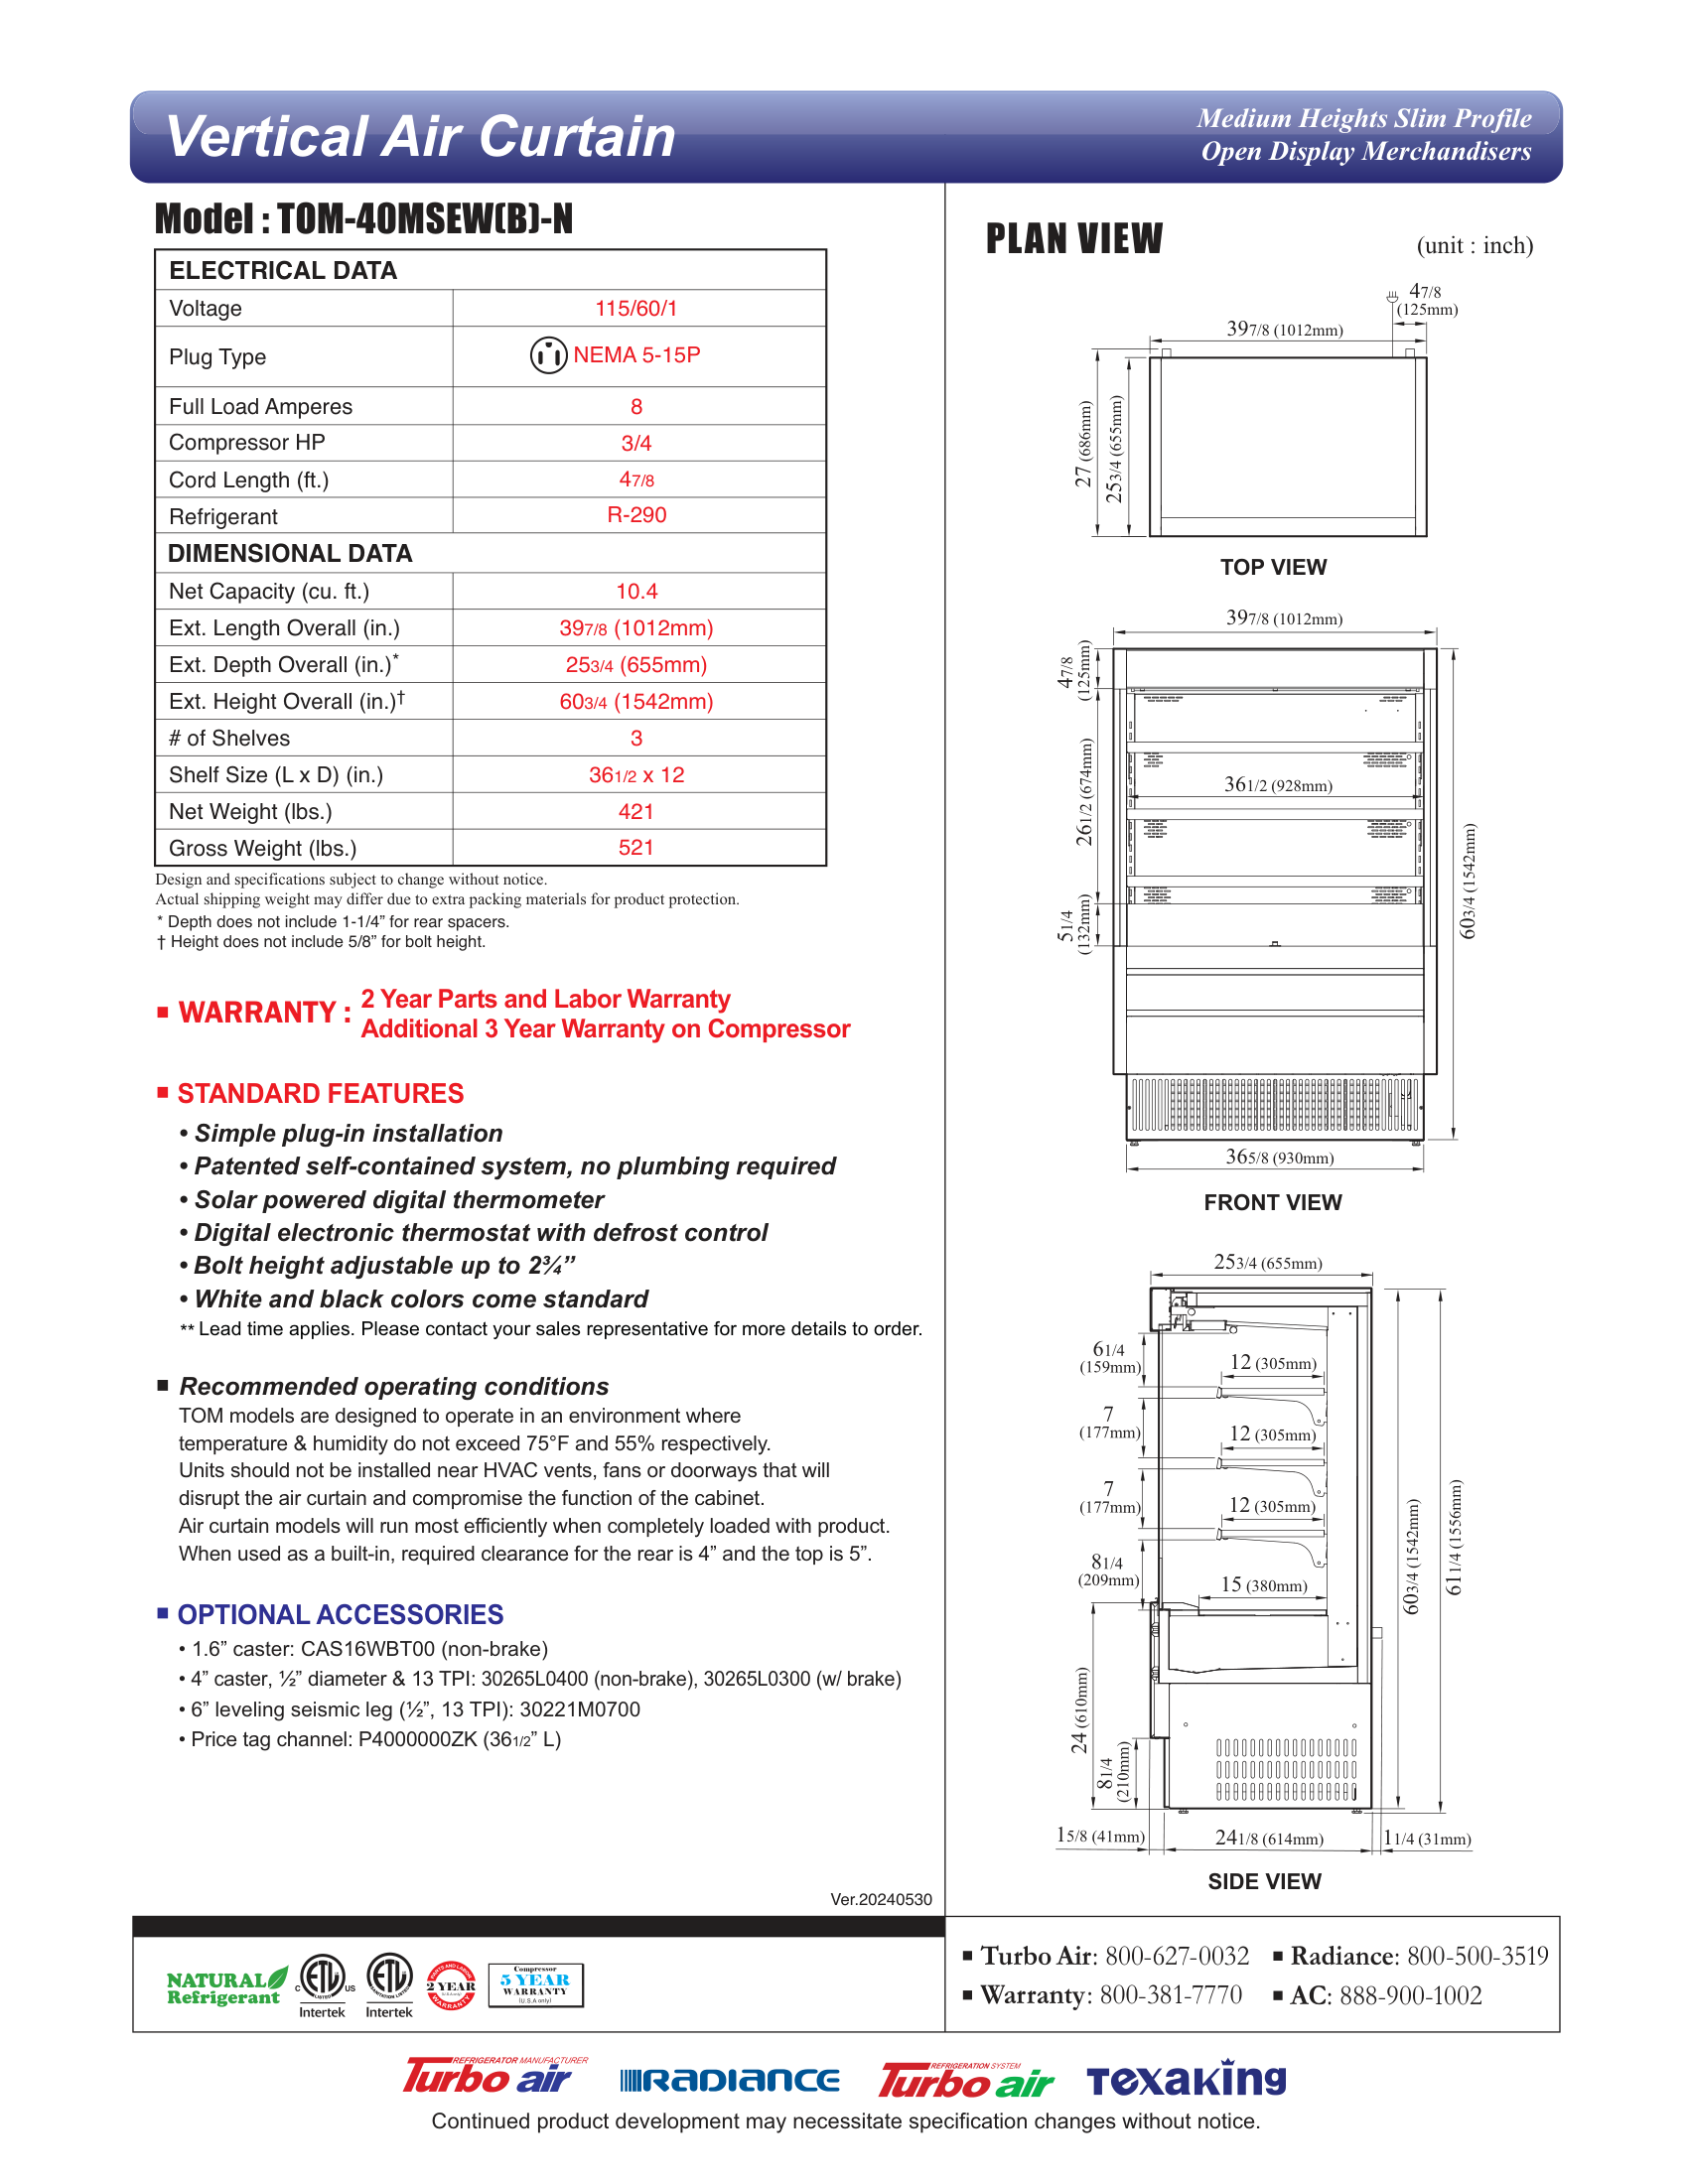 Vertical Air Curtain
Medium Heights Slim Profile
Open Display Merchandisers
Model : TOM-40MSEW(B)-N
ELECTRICAL DATA
Voltage 115/60/1
Plug Type NEMA 5-15P
Full Load Amperes 8
Compressor HP 3/4
Cord Length (ft.) 47/8
Refrigerant R-290
DIMENSIONAL DATA
Net Capacity (cu. ft.) 10.4
Ext. Length Overall (in.) 397/8 (1012mm)
Ext. Depth Overall (in.)* 253/4 (655mm)
Ext. Height Overall (in.)† 603/4 (1542mm)
# of Shelves 3
Shelf Size (L x D) (in.) 361/2 x 12
Net Weight (lbs.) 421
Gross Weight (lbs.) 521
Design and specifications subject to change without notice.
Actual shipping weight may differ due to extra packing materials for product protection.
* Depth does not include 1-1/4” for rear spacers.
† Height does not include 5/8” for bolt height.
■ WARRANTY : 2 Year Parts and Labor Warranty
Additional 3 Year Warranty on Compressor
■ STANDARD FEATURES
• Simple plug-in installation
• Patented self-contained system, no plumbing required
• Solar powered digital thermometer
• Digital electronic thermostat with defrost control
• Bolt height adjustable up to 2¾”
• White and black colors come standard
** Lead time applies. Please contact your sales representative for more details to order.
■ Recommended operating conditions
TOM models are designed to operate in an environment where
temperature & humidity do not exceed 75°F and 55% respectively.
Units should not be installed near HVAC vents, fans or doorways that will
disrupt the air curtain and compromise the function of the cabinet.
Air curtain models will run most efficiently when completely loaded with product.
When used as a built-in, required clearance for the rear is 4” and the top is 5”.
■ OPTIONAL ACCESSORIES
• 1.6” caster: CAS16WBT00 (non-brake)
• 4” caster, ½” diameter & 13 TPI: 30265L0400 (non-brake), 30265L0300 (w/ brake)
• 6” leveling seismic leg (½”, 13 TPI): 30221M0700
• Price tag channel: P4000000ZK (361/2” L)
Ver.20240530
PLAN VIEW
(unit : inch)
47/8
(125mm)
397/8 (1012mm)
27 (686mm)
253/4 (655mm)
TOP VIEW
397/8 (1012mm)
47/8
(125mm)
261/2 (674mm)
361/2 (928mm)
51/4
(132mm)
603/4 (1542mm)
365/8 (930mm)
FRONT VIEW
253/4 (655mm)
61/4
(159mm)
12 (305mm)
7
(177mm)
12 (305mm)
7
(177mm)
12 (305mm)
81/4
(209mm)
15 (380mm)
603/4 (1542mm)
611/4 (1556mm)
24 (610mm)
81/4
(210mm)
15/8 (41mm)
241/8 (614mm)
11/4 (31mm)
SIDE VIEW
NATURAL
Refrigerant
C ETL US
LISTED
Intertek
ETL
SANITATION LISTED
Intertek
PARTS AND LABOR
2 YEAR
WARRANTY
Compressor
5 YEAR
WARRANTY
(U.S.A only)
■ Turbo Air: 800-627-0032 ■ Radiance: 800-500-3519
■ Warranty: 800-381-7770 ■ AC: 888-900-1002
REFRIGERATOR MANUFACTURER
Turbo air
RADIANCE
REFRIGERATION SYSTEM
Turbo air
Texaking
Continued product development may necessitate specification changes without notice.